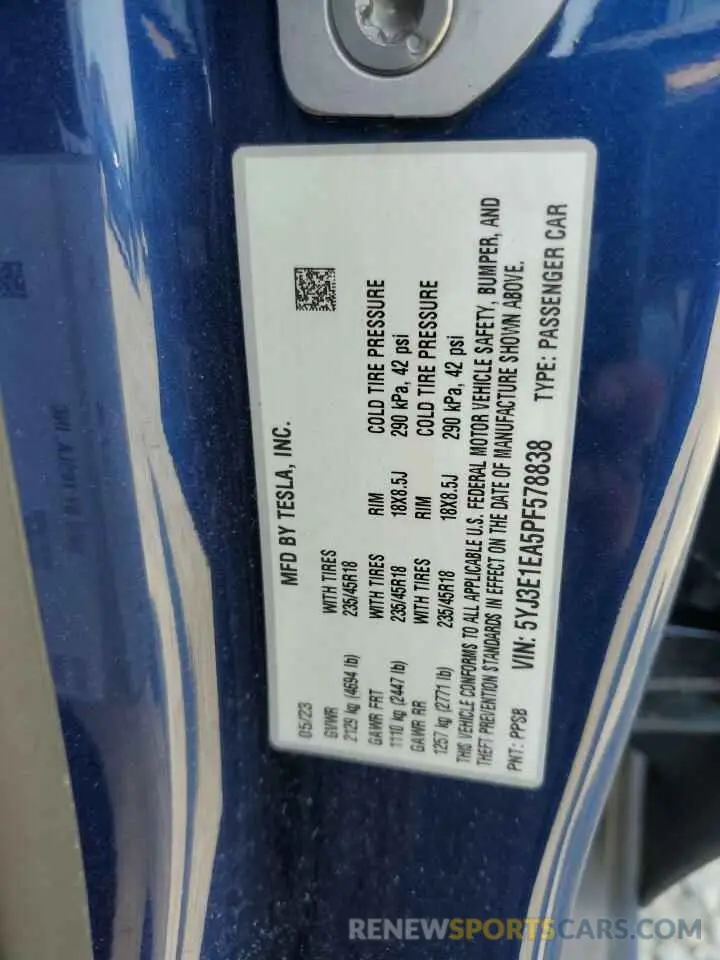 MFD BY TESLA, INC.
05/23
GVWR WITH TIRES RIM COLD TIRE PRESSURE
2129 kg (4694 lb) 235/45R18
GAWR FRT WITH TIRES RIM COLD TIRE PRESSURE
1110 kg (2447 lb) 235/45R18 18X8.5J 290 kPa, 42 psi
GAWR RR WITH TIRES RIM COLD TIRE PRESSURE
1257 kg (2771 lb) 235/45R18 18X8.5J 290 kPa, 42 psi
THIS VEHICLE CONFORMS TO ALL APPLICABLE U.S. FEDERAL MOTOR VEHICLE SAFETY, BUMPER, AND
THEFT PREVENTION STANDARDS IN EFFECT ON THE DATE OF MANUFACTURE SHOWN ABOVE.
PNT: PPSB VIN: 5YJ3E1EA5PF578838 TYPE: PASSENGER CAR
RENEWSPORTSCARS.COM